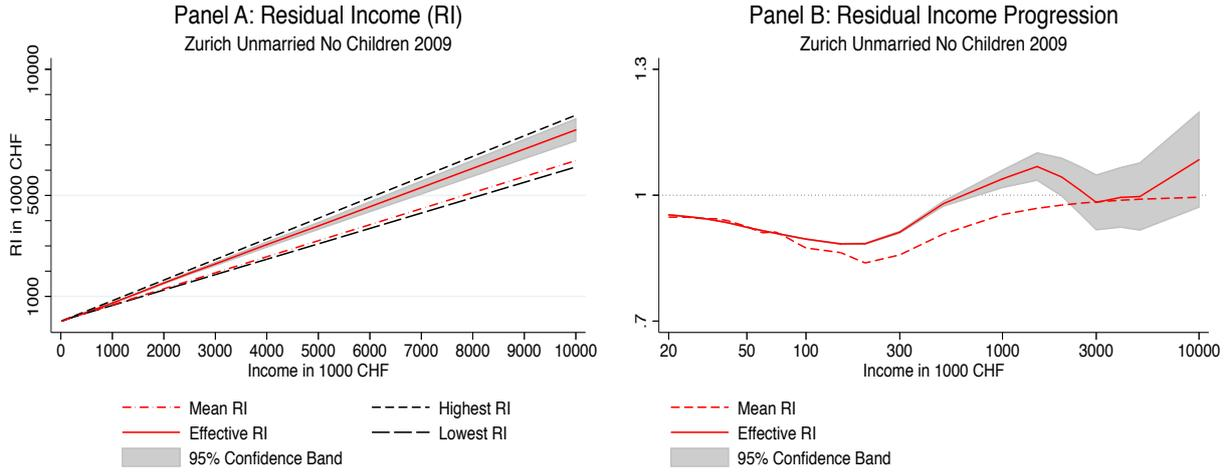 Panel A: Residual Income (RI)
Zurich Unmarried No Children 2009
RI in 1000 CHF
10000
5000
1000
0 1000 2000 3000 4000 5000 6000 7000 8000 9000 10000
Income in 1000 CHF
Mean RI
Highest RI
Effective RI
Lowest RI
95% Confidence Band
Panel B: Residual Income Progression
Zurich Unmarried No Children 2009
1.3
1
.7
20 50 100 300 1000 3000 10000
Income in 1000 CHF
Mean RI
Effective RI
95% Confidence Band